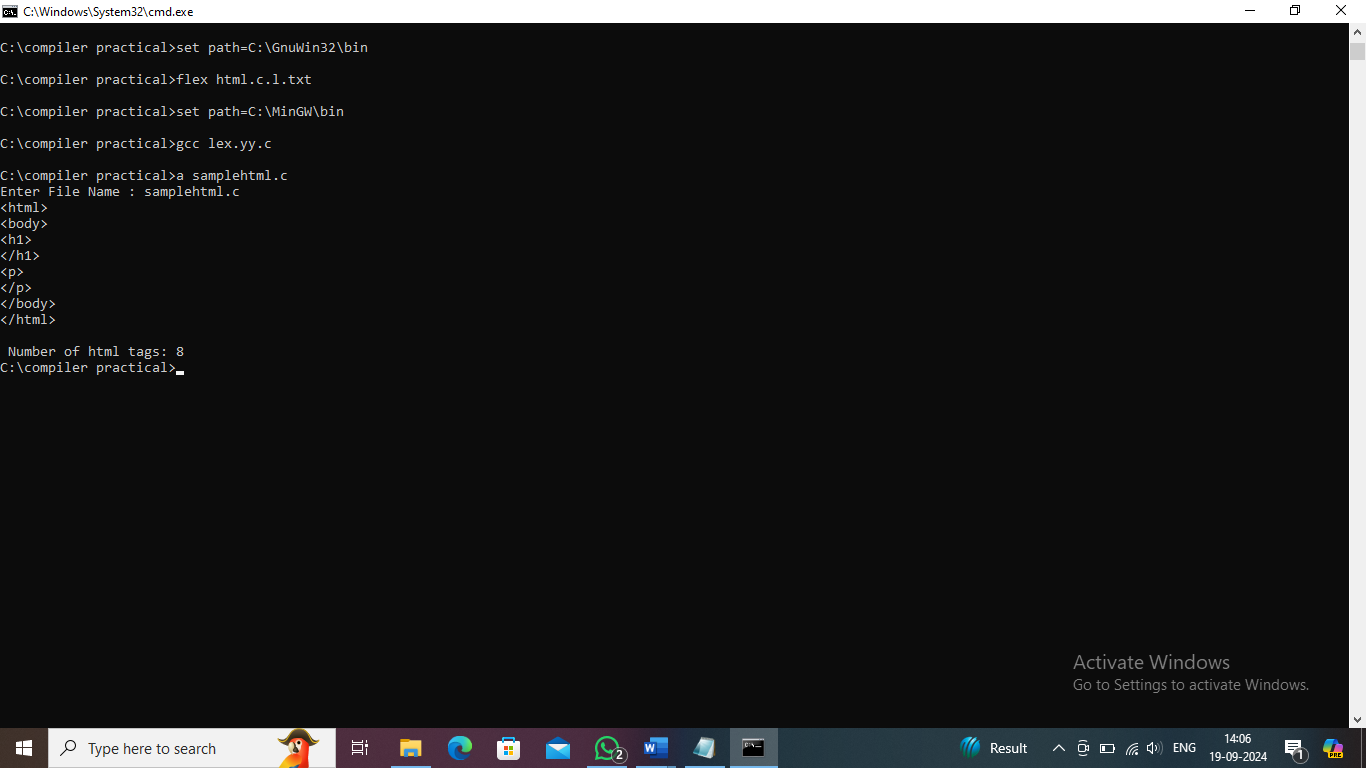 C:\Windows\System32\cmd.exe
C:\compiler practical>set path=C:\GnuWin32\bin
C:\compiler practical>flex html.c.l.txt
C:\compiler practical>set path=C:\MinGW\bin
C:\compiler practical>gcc lex.yy.c
C:\compiler practical>a samplehtml.c
Enter File Name : samplehtml.c
<html>
<body>
<h1>
</h1>
<p>
</p>
</body>
</html>
 Number of html tags: 8
C:\compiler practical>
Activate Windows
Go to Settings to activate Windows.
Type here to search
2
Result
ENG
14:06
19-09-2024
1
PRE